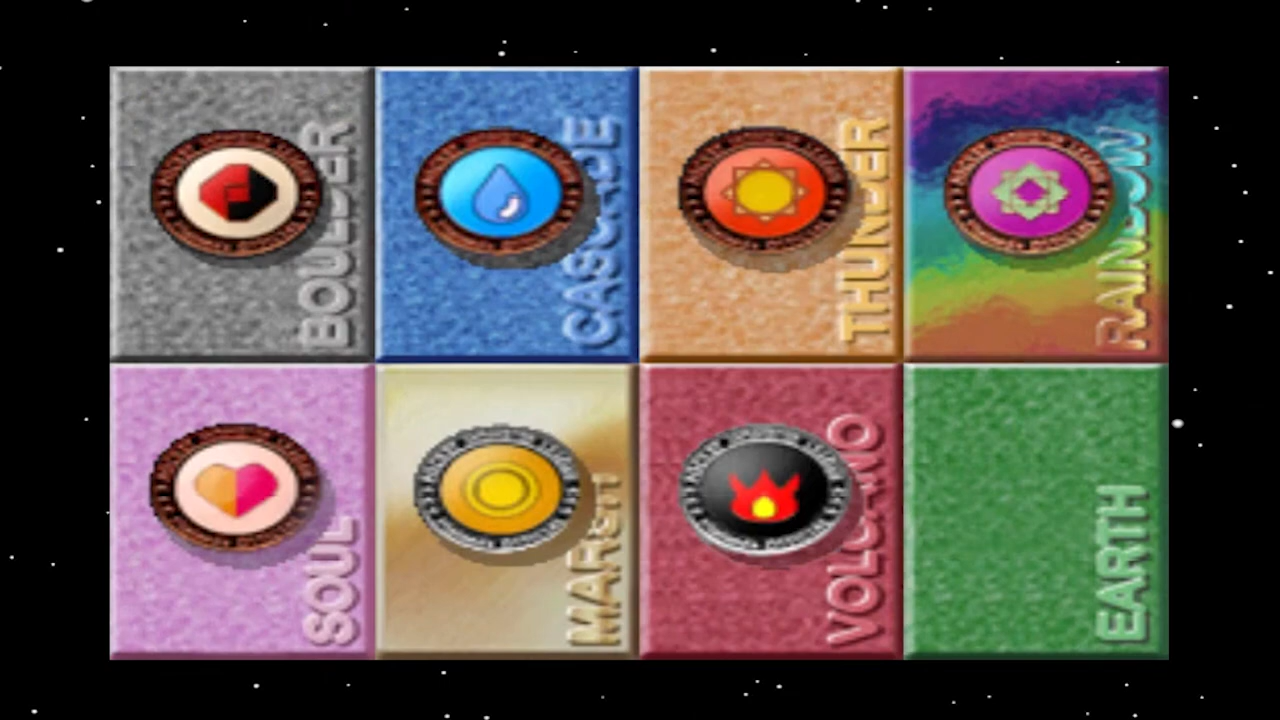 BOULDER
CASCADE
THUNDER
RAINBOW
SOUL
MARSH
VOLCANO
EARTH